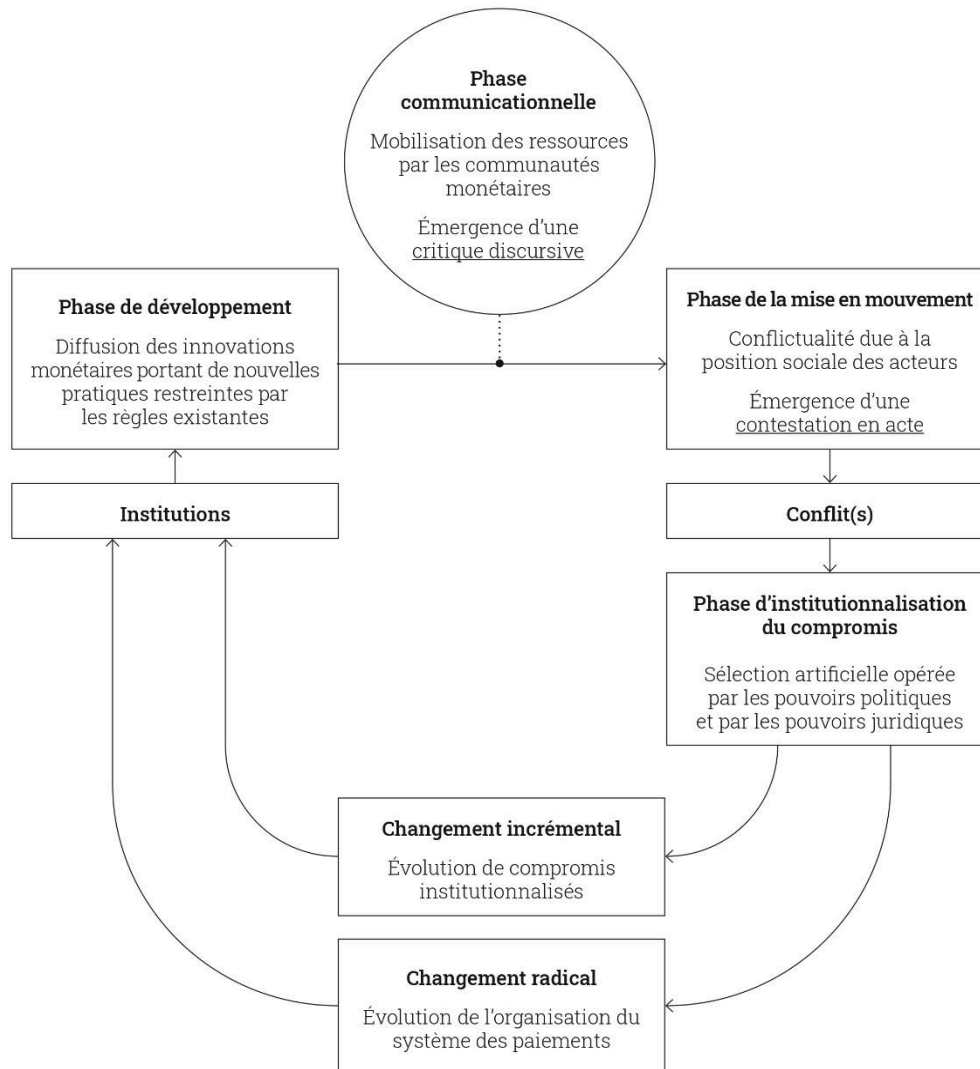 Phase
communicationnelle
Mobilisation des ressources
par les communautés
monétaires
Émergence d’une
critique discursive
Phase de développement
Diffusion des innovations
monétaires portant de nouvelles
pratiques restreintes par
les règles existantes
Phase de la mise en mouvement
Conflictualité due à la
position sociale des acteurs
Émergence d’une
contestation en acte
Institutions
Conflit(s)
Phase d’institutionnalisation
du compromis
Sélection artificielle opérée
par les pouvoirs politiques
et par les pouvoirs juridiques
Changement incrémental
Évolution de compromis
institutionnalisés
Changement radical
Évolution de l’organisation du
système des paiements